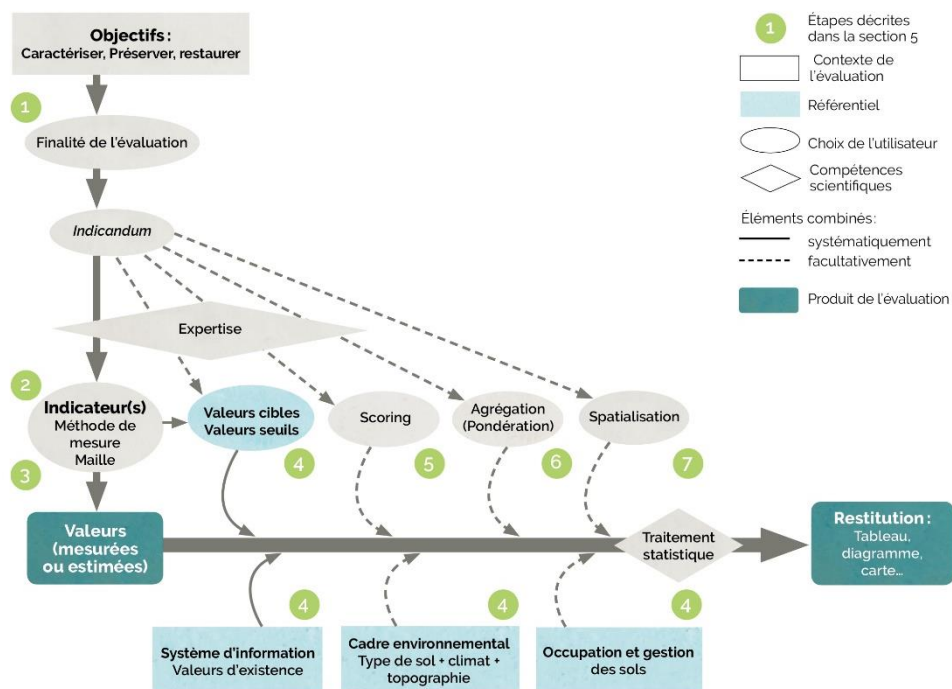 Objectifs :
Caractériser, Préserver, restaurer
1
Finalité de l'évaluation
Indicandum
Expertise
2
Indicateur(s)
Méthode de
mesure
Maille
3
Valeurs cibles
Valeurs seuils
4
Scoring
5
Agrégation
(Pondération)
6
Spatialisation
7
Valeurs
(mesurées
ou estimées)
Traitement
statistique
Restitution :
Tableau,
diagramme,
carte...
4
Système d'information
Valeurs d'existence
4
Cadre environnemental
Type de sol + climat +
topographie
4
Occupation et gestion
des sols
1
Étapes décrites
dans la section 5
Contexte de
l'évaluation
Référentiel
Choix de l'utilisateur
Compétences
scientifiques
Éléments combinés :
systématiquement
facultativement
Produit de l'évaluation